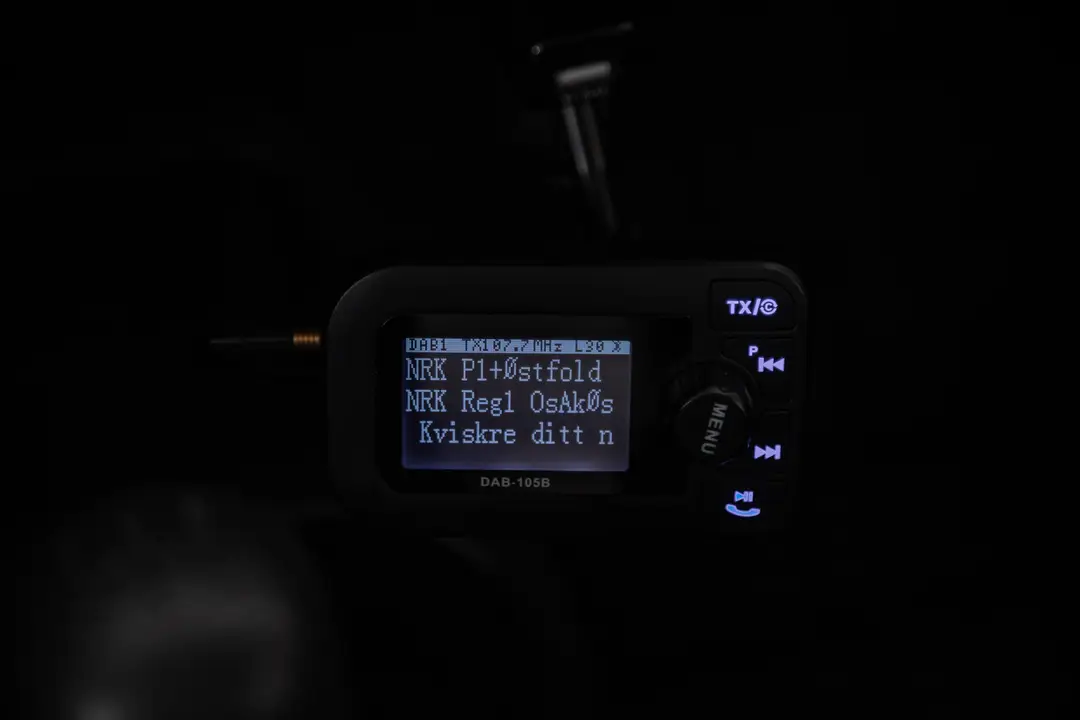 DAB1 TX107.7MHz L30
NRK P1+Østfold
NRK Reg1 OsAkØs
Kviskre ditt n
DAB-105B
TX/C
P
MENU